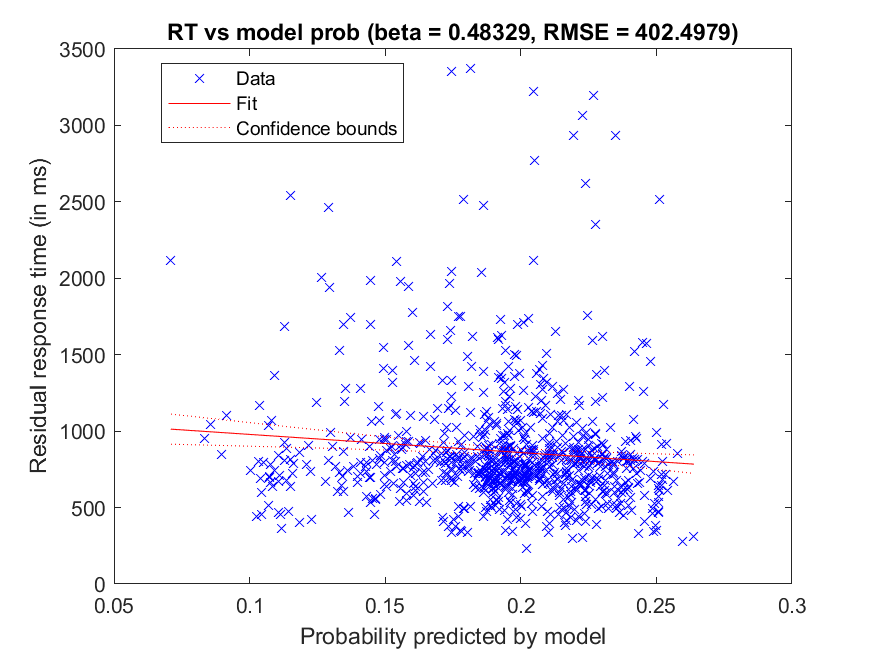 RT vs model prob (beta = 0.48329, RMSE = 402.4979)
Data
Fit
Confidence bounds
Residual response time (in ms)
3500
3000
2500
2000
1500
1000
500
0
0.05 0.1 0.15 0.2 0.25 0.3
Probability predicted by model